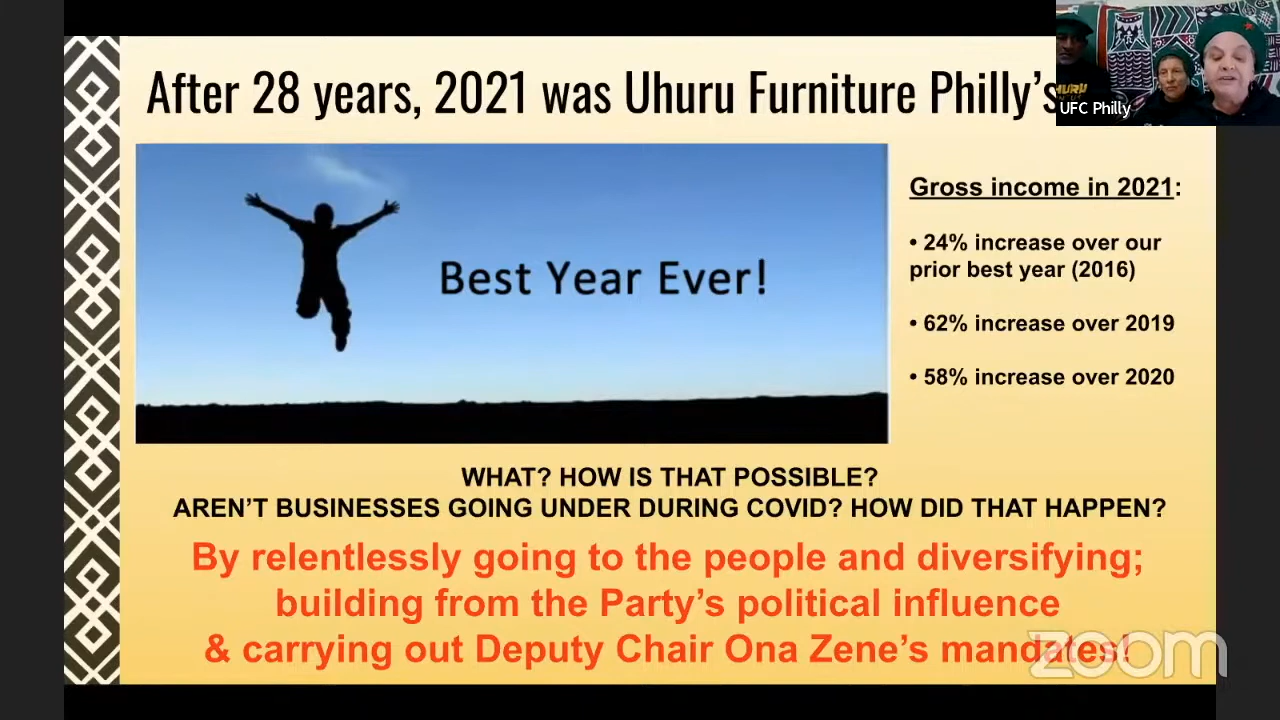 After 28 years, 2021 was Uhuru Furniture Philly's
UFC Philly
Best Year Ever!
Gross income in 2021:
• 24% increase over our
prior best year (2016)
• 62% increase over 2019
• 58% increase over 2020
WHAT? HOW IS THAT POSSIBLE?
AREN'T BUSINESSES GOING UNDER DURING COVID? HOW DID THAT HAPPEN?
By relentlessly going to the people and diversifying;
building from the Party's political influence
& carrying out Deputy Chair Ona Zene's mandates!
zoom